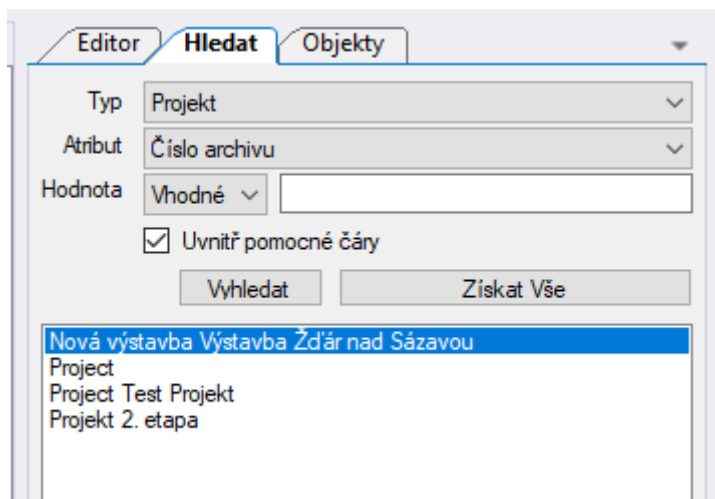 Editor Hledat Objekty
Typ Projekt
Atribut Číslo archivu
Hodnota Vhodné
Uvnitř pomocné čáry
Vyhledat Získat Vše
Nová výstavba Výstavba Žďár nad Sázavou
Project
Project Test Projekt
Projekt 2. etapa